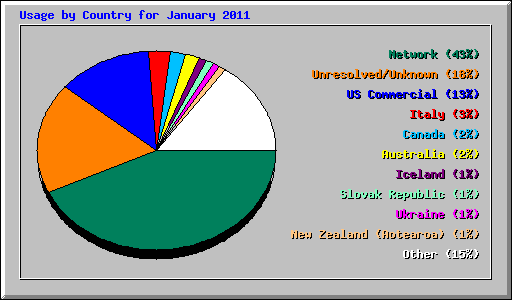 Usage by Country for January 2011
Network (43%)
Unresolved/Unknown (18%)
US Commercial (13%)
Italy (3%)
Canada (2%)
Australia (2%)
Iceland (1%)
Slovak Republic (1%)
Ukraine (1%)
New Zealand (Aotearoa) (1%)
Other (15%)